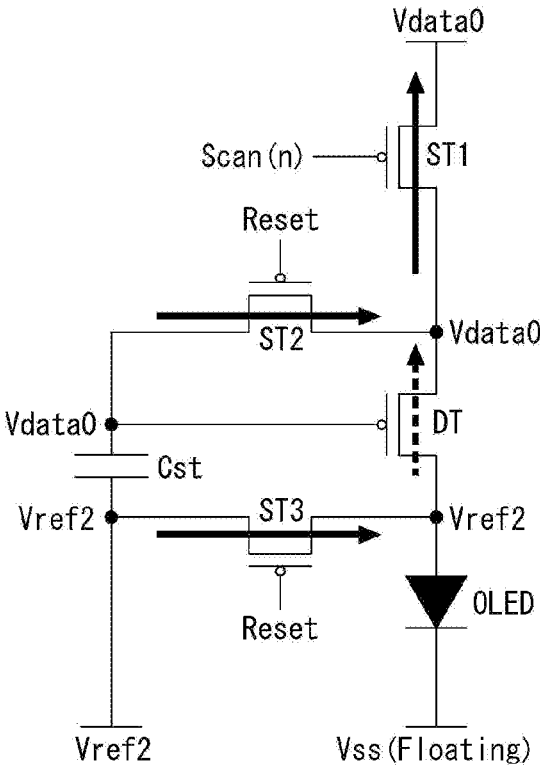 Vdata0
Scan(n)
ST1
Reset
ST2
Vdata0
Vdata0
DT
Cst
Vref2
ST3
Vref2
OLED
Reset
Vref2
Vss(Floating)